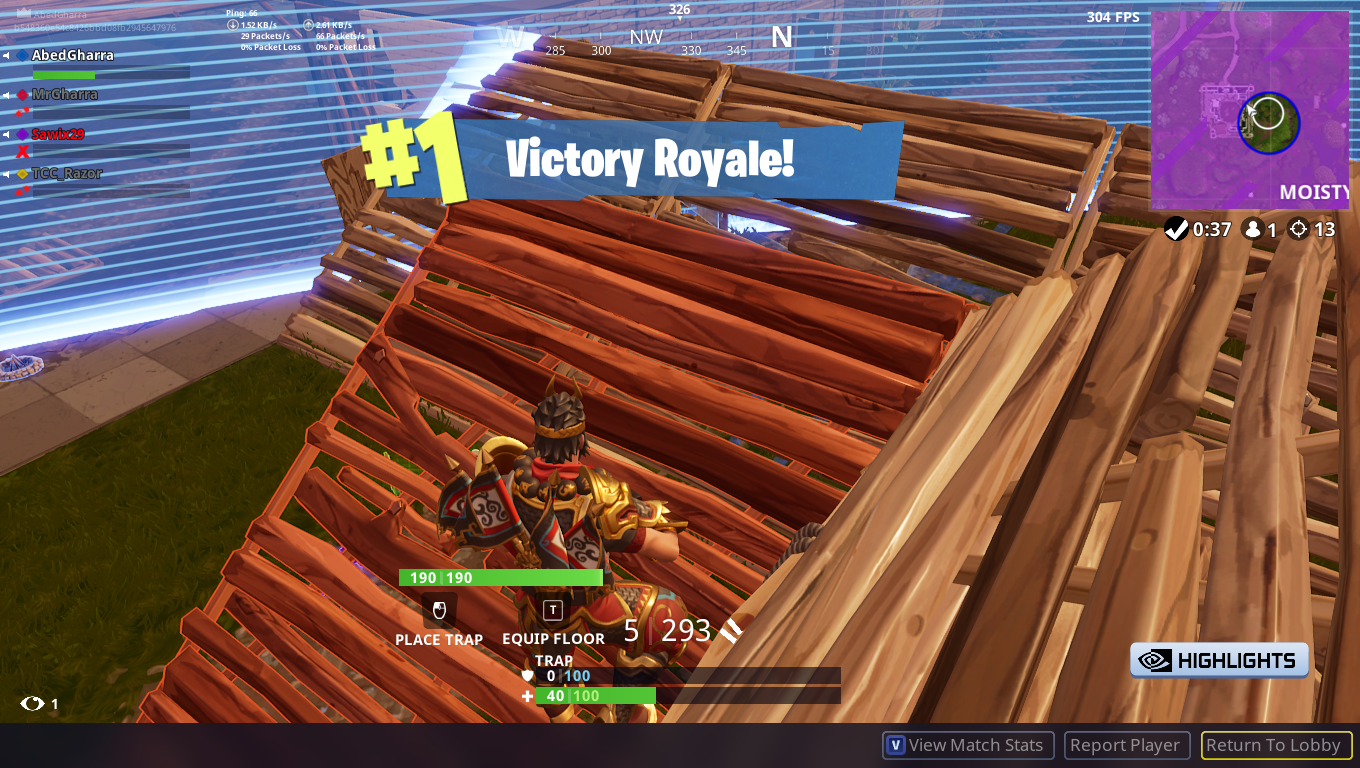 Ping: 66
1.52 KB/s
2.61 KB/s
29 Packets/s
66 Packets/s
0% Packet Loss
0% Packet Loss
326
W NW N
285 300 330 345 15
304 FPS
AbedGharra
AbedGharra
MrGharra
Sawix29
TCC_Razor
#1 Victory Royale!
MOISTY
0:37 1 13
190 | 190
T
PLACE TRAP
EQUIP FLOOR
TRAP
5 | 293
0 | 100
40 | 100
HIGHLIGHTS
1
V View Match Stats
Report Player
Return To Lobby